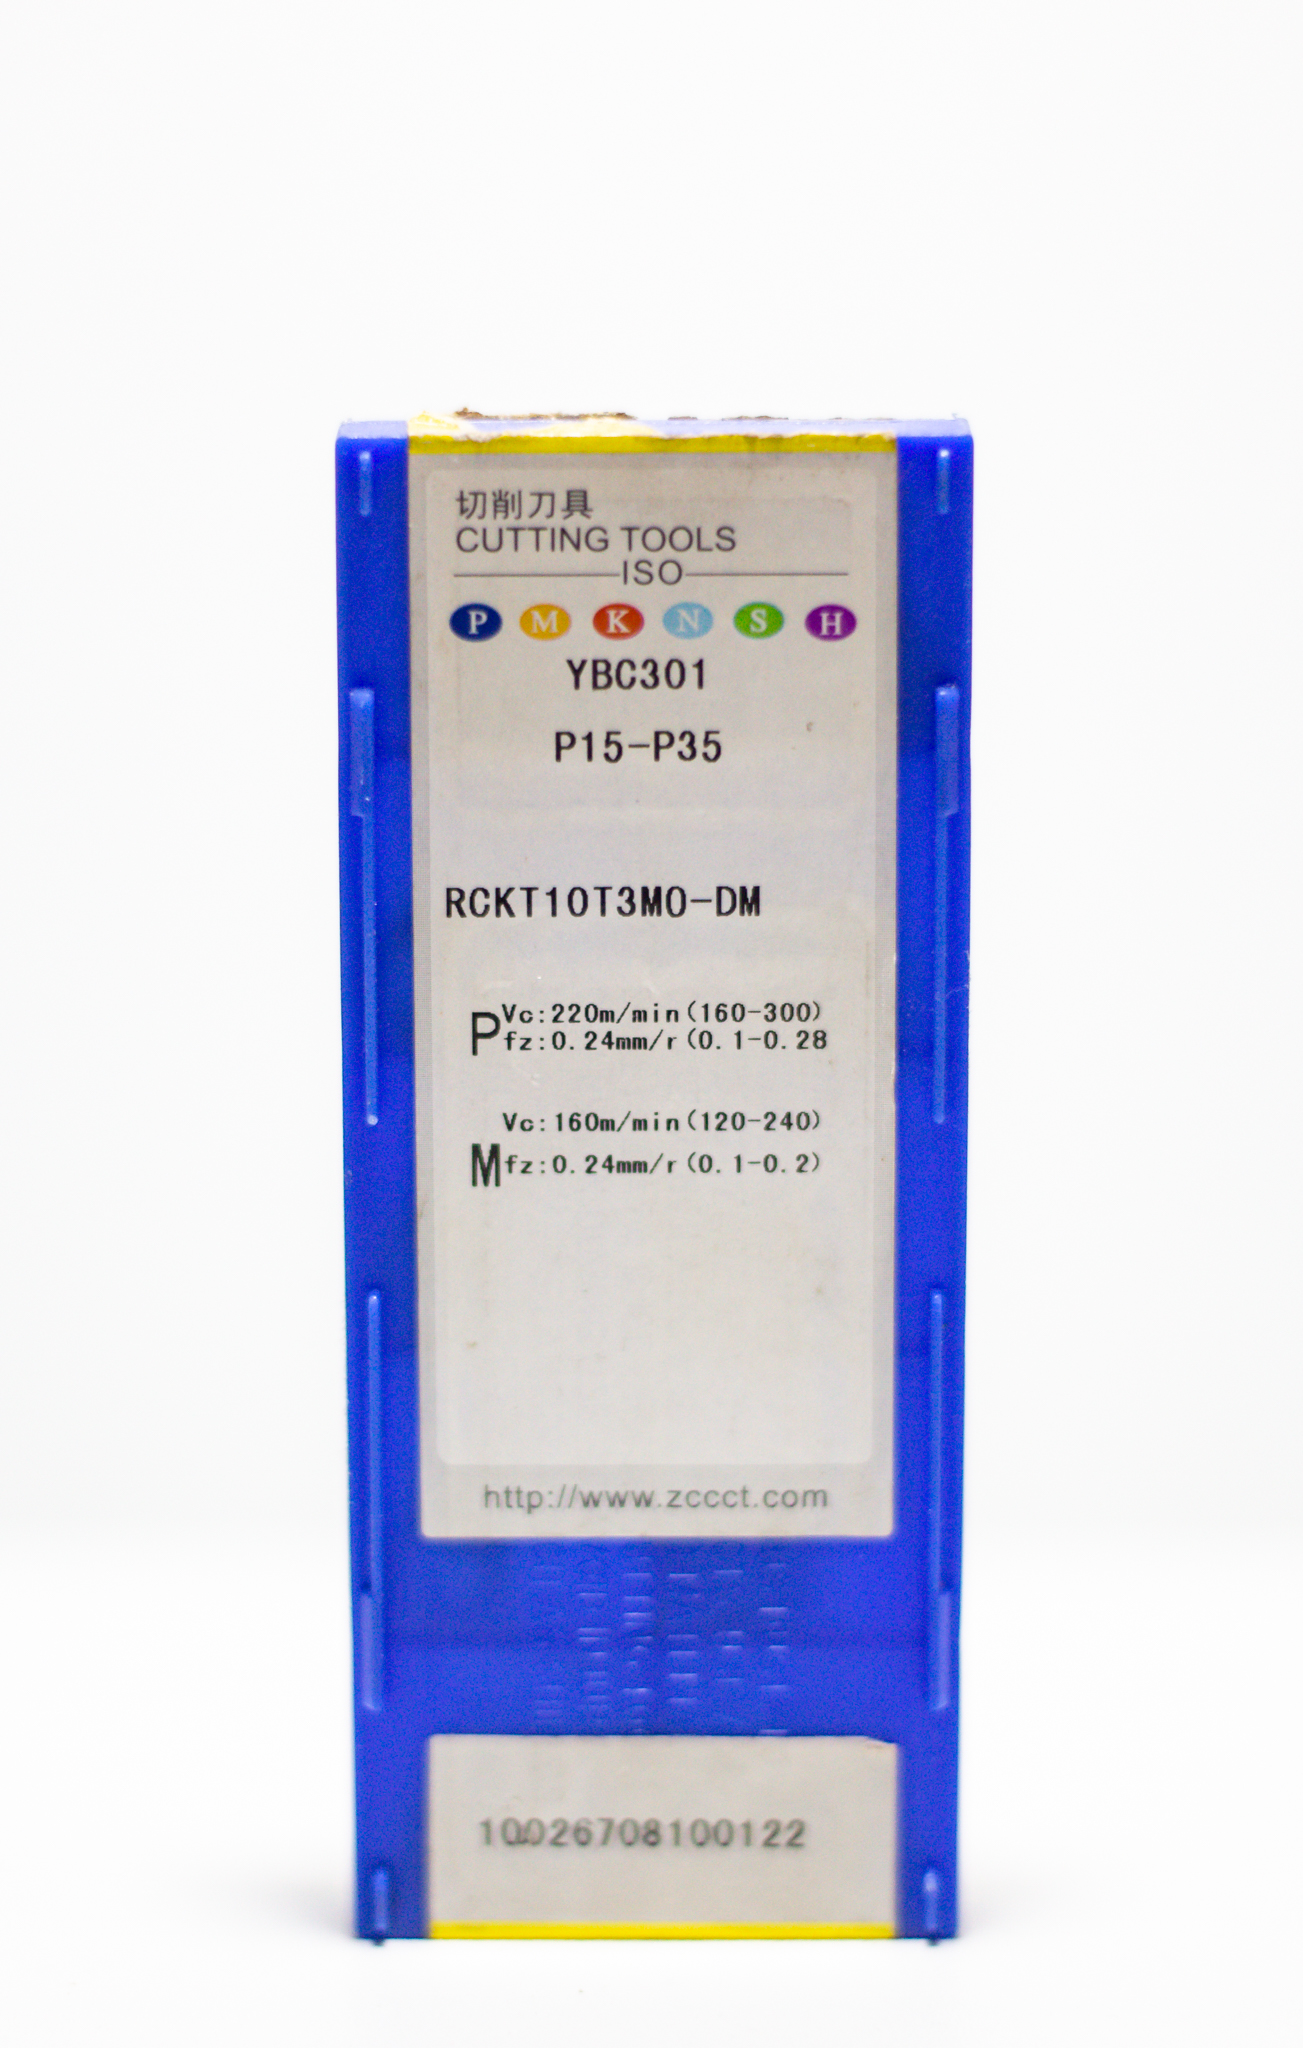 切削刀具
CUTTING TOOLS
ISO
P M K N S H
YBC301
P15-P35
RCKT10T3MO-DM
P
Vc:220m/min(160-300)
fz:0.24mm/r(0.1-0.28
Vc:160m/min(120-240)
M fz:0.24mm/r(0.1-0.2)
http://www.zccct.com
10026708100122